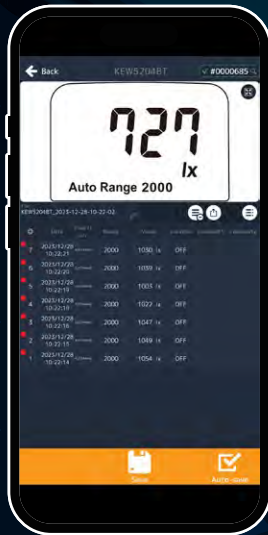 Back KEW5204BT #0000685
727
lx
Auto Range 2000
KEW5204BT_2023-12-28-10-22-02
Date Range Value
7 2023/12/28 10:22:21 2000 1030 lx OFF
6 2023/12/28 10:22:20 2000 1039 lx OFF
5 2023/12/28 10:22:19 2000 1003 lx OFF
4 2023/12/28 10:22:18 2000 1022 lx OFF
3 2023/12/28 10:22:16 2000 1047 lx OFF
2 2023/12/28 10:22:15 2000 1049 lx OFF
1 2023/12/28 10:22:14 2000 1054 lx OFF
Save Auto-save